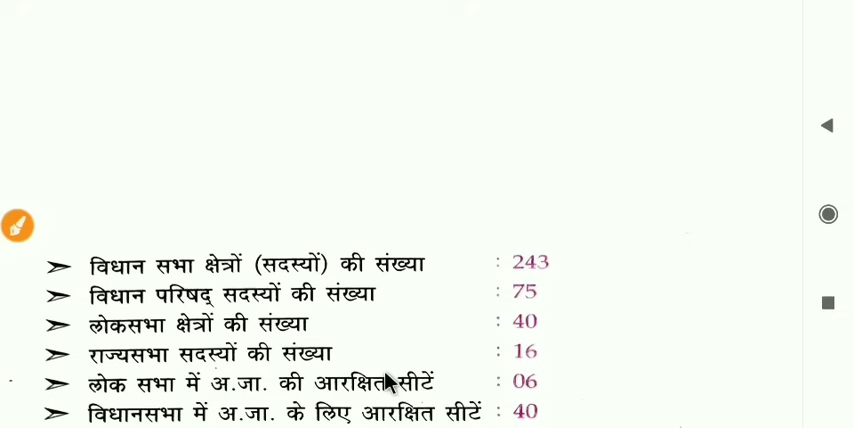 ➤ विधान सभा क्षेत्रों (सदस्यों) की संख्या : 243
➤ विधान परिषद् सदस्यों की संख्या : 75
➤ लोकसभा क्षेत्रों की संख्या : 40
➤ राज्यसभा सदस्यों की संख्या : 16
➤ लोक सभा में अ.जा. की आरक्षित सीटें : 06
➤ विधानसभा में अ.जा. के लिए आरक्षित सीटें : 40